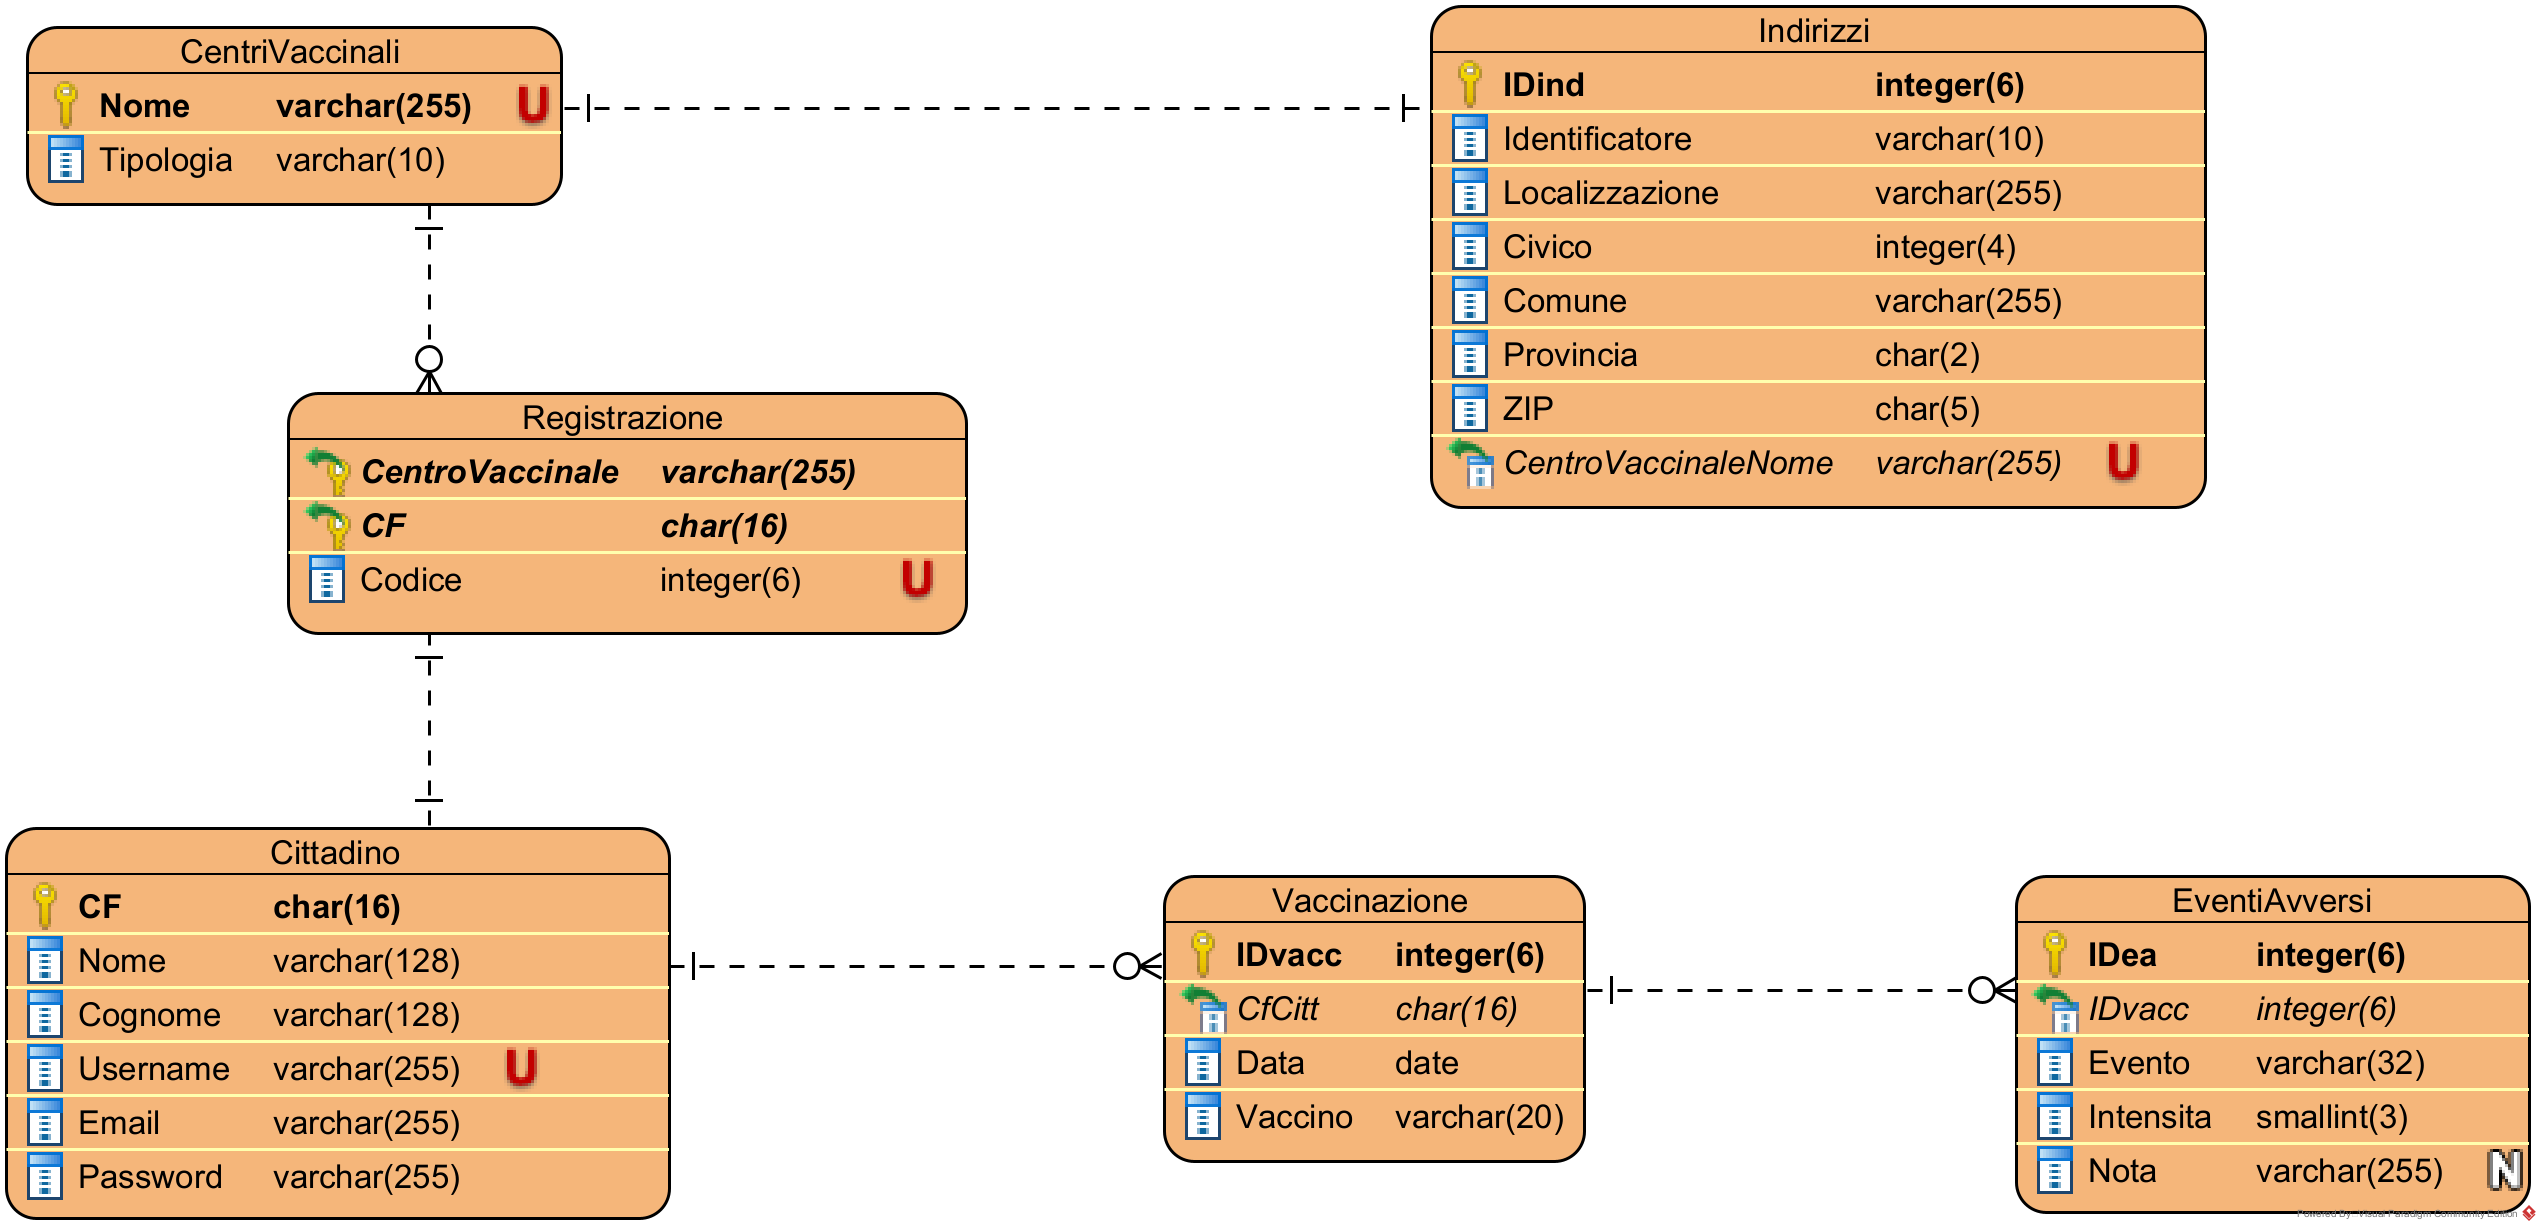 CentriVaccinali
Nome varchar(255) U
Tipologia varchar(10)
Indirizzi
IDind integer(6)
Identificatore varchar(10)
Localizzazione varchar(255)
Civico integer(4)
Comune varchar(255)
Provincia char(2)
ZIP char(5)
CentroVaccinaleNome varchar(255) U
Registrazione
CentroVaccinale varchar(255)
CF char(16)
Codice integer(6) U
Cittadino
CF char(16)
Nome varchar(128)
Cognome varchar(128)
Username varchar(255) U
Email varchar(255)
Password varchar(255)
Vaccinazione
IDvacc integer(6)
CfCitt char(16)
Data date
Vaccino varchar(20)
EventiAvversi
IDea integer(6)
IDvacc integer(6)
Evento varchar(32)
Intensita smallint(3)
Nota varchar(255) N
Powered By Visual Paradigm Community Edition